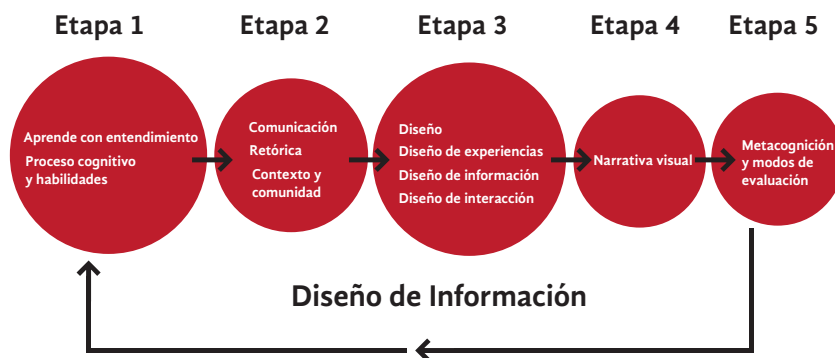 Etapa 1
Etapa 2
Etapa 3
Etapa 4
Etapa 5
Aprende con entendimiento
Proceso cognitivo
y habilidades
Comunicación
Retórica
Contexto y
comunidad
Diseño
Diseño de experiencias
Diseño de información
Diseño de interacción
Narrativa visual
Metacognición
y modos de
evaluación
Diseño de Información